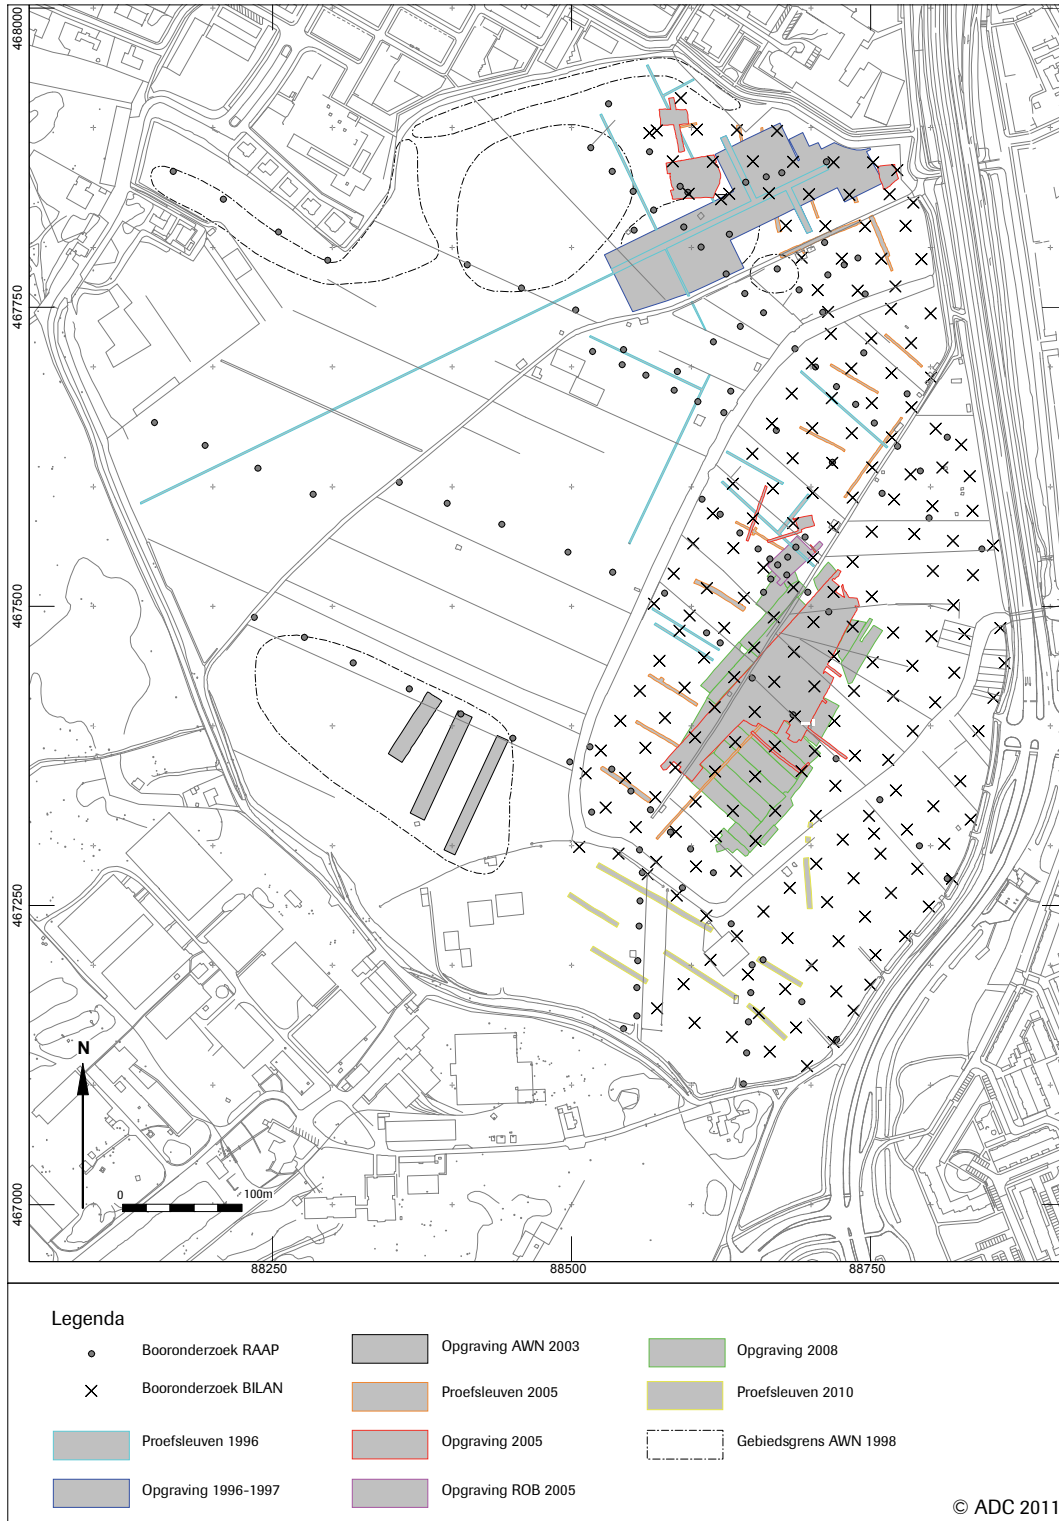 468000
467750
467500
467250
467000
N
0 100m
88250 88500 88750
Legenda
Booronderzoek RAAP
Booronderzoek BILAN
Proefsleuven 1996
Opgraving 1996-1997
Opgraving AWN 2003
Proefsleuven 2005
Opgraving 2005
Opgraving ROB 2005
Opgraving 2008
Proefsleuven 2010
Gebiedsgrens AWN 1998
© ADC 2011